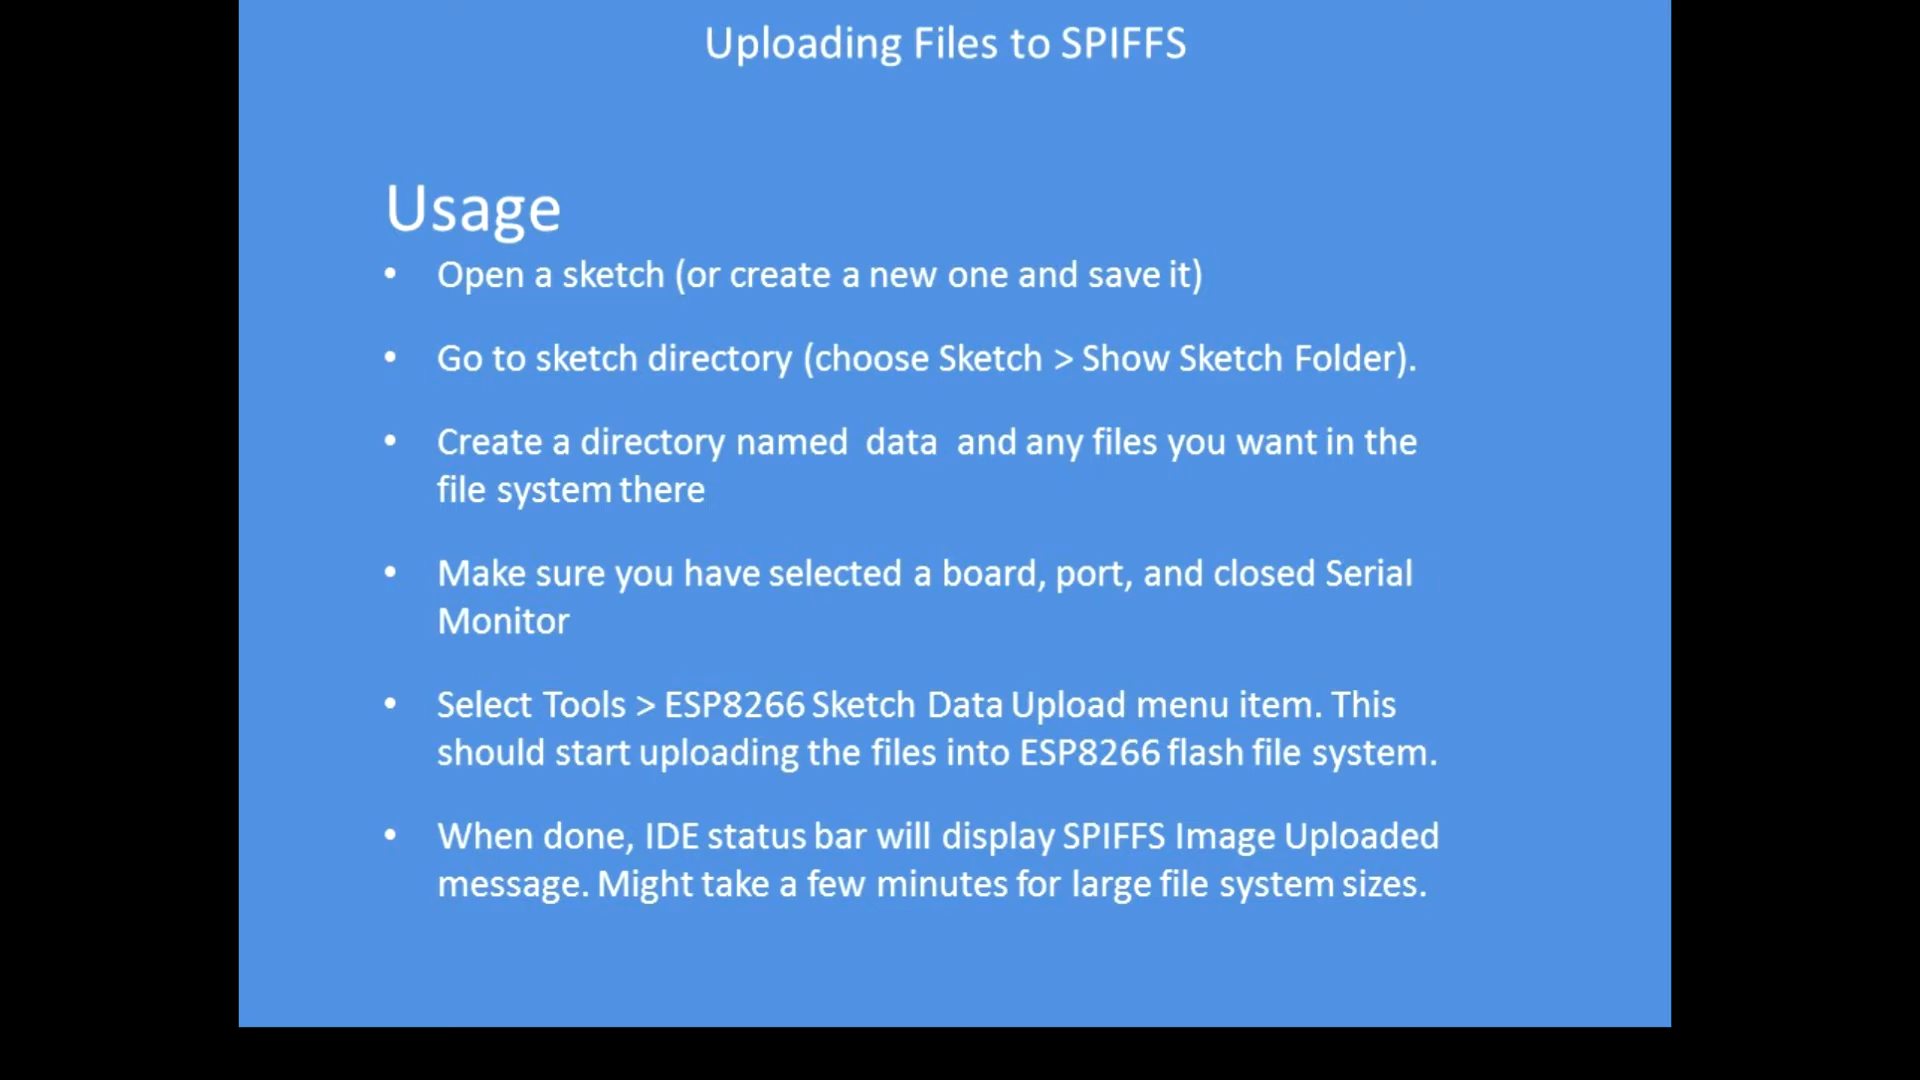 Uploading Files to SPIFFS
Usage
• Open a sketch (or create a new one and save it)
• Go to sketch directory (choose Sketch > Show Sketch Folder).
• Create a directory named  data  and any files you want in the
file system there
• Make sure you have selected a board, port, and closed Serial
Monitor
• Select Tools > ESP8266 Sketch Data Upload menu item. This
should start uploading the files into ESP8266 flash file system.
• When done, IDE status bar will display SPIFFS Image Uploaded
message. Might take a few minutes for large file system sizes.